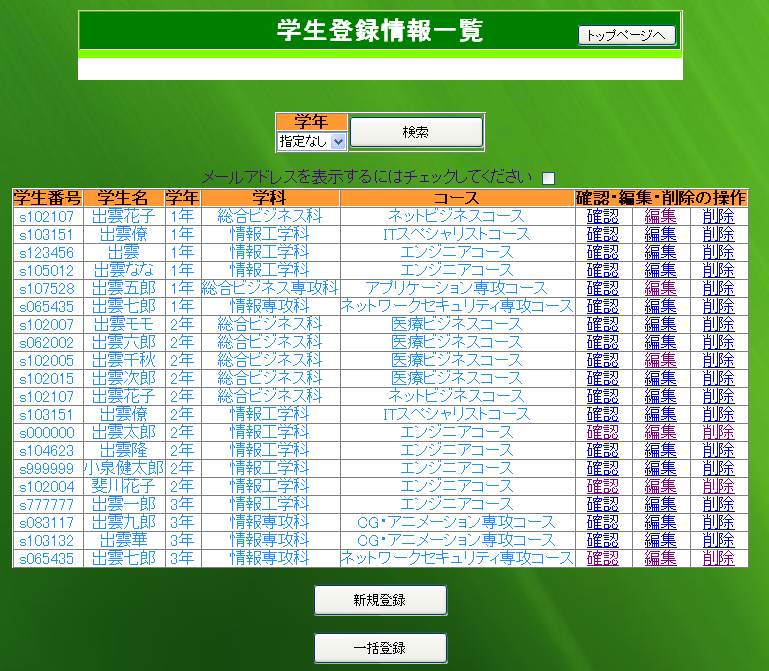 学生登録情報一覧
トップページへ
学年
指定なし 検索
メールアドレスを表示するにはチェックしてください
学生番号 学生名 学年 学科 コース 確認・編集・削除の操作
s102107 出雲花子 1年 総合ビジネス科 ネットビジネスコース 確認 編集 削除
s103151 出雲僚 1年 情報工学科 ITスペシャリストコース 確認 編集 削除
s123456 出雲 1年 情報工学科 エンジニアコース 確認 編集 削除
s105012 出雲なな 1年 情報工学科 エンジニアコース 確認 編集 削除
s107528 出雲五郎 1年 総合ビジネス専攻科 アプリケーション専攻コース 確認 編集 削除
s065435 出雲七郎 1年 情報専攻科 ネットワークセキュリティ専攻コース 確認 編集 削除
s102007 出雲モモ 2年 総合ビジネス科 医療ビジネスコース 確認 編集 削除
s062002 出雲六郎 2年 総合ビジネス科 医療ビジネスコース 確認 編集 削除
s102005 出雲千秋 2年 総合ビジネス科 医療ビジネスコース 確認 編集 削除
s102015 出雲次郎 2年 総合ビジネス科 医療ビジネスコース 確認 編集 削除
s102107 出雲花子 2年 総合ビジネス科 ネットビジネスコース 確認 編集 削除
s103151 出雲僚 2年 情報工学科 ITスペシャリストコース 確認 編集 削除
s000000 出雲太郎 2年 情報工学科 エンジニアコース 確認 編集 削除
s104623 出雲隆 2年 情報工学科 エンジニアコース 確認 編集 削除
s999999 小泉健太郎 2年 情報工学科 エンジニアコース 確認 編集 削除
s102004 斐川花子 2年 情報工学科 エンジニアコース 確認 編集 削除
s777777 出雲一郎 3年 情報工学科 エンジニアコース 確認 編集 削除
s083117 出雲九郎 3年 情報専攻科 CG・アニメーション専攻コース 確認 編集 削除
s103132 出雲華 3年 情報専攻科 CG・アニメーション専攻コース 確認 編集 削除
s065435 出雲七郎 3年 情報専攻科 ネットワークセキュリティ専攻コース 確認 編集 削除
新規登録
一括登録